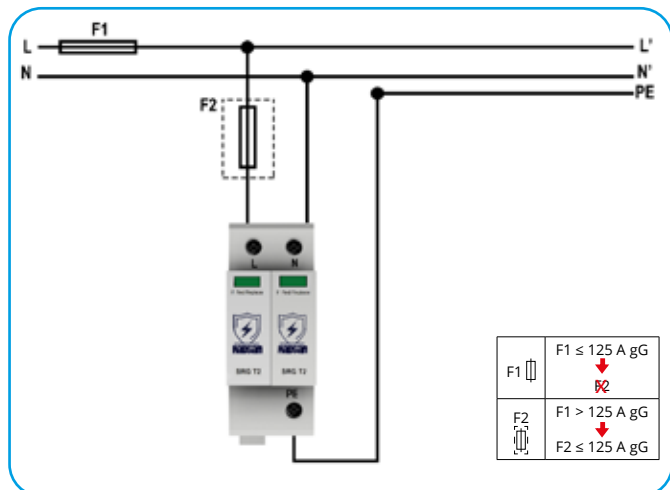 F1
L
L'
N
N'
PE
F2
L N
SRG T2 SRG T2
PE
F1
F1 ≤ 125 A gG
F2
F2
F1 > 125 A gG
F2 ≤ 125 A gG